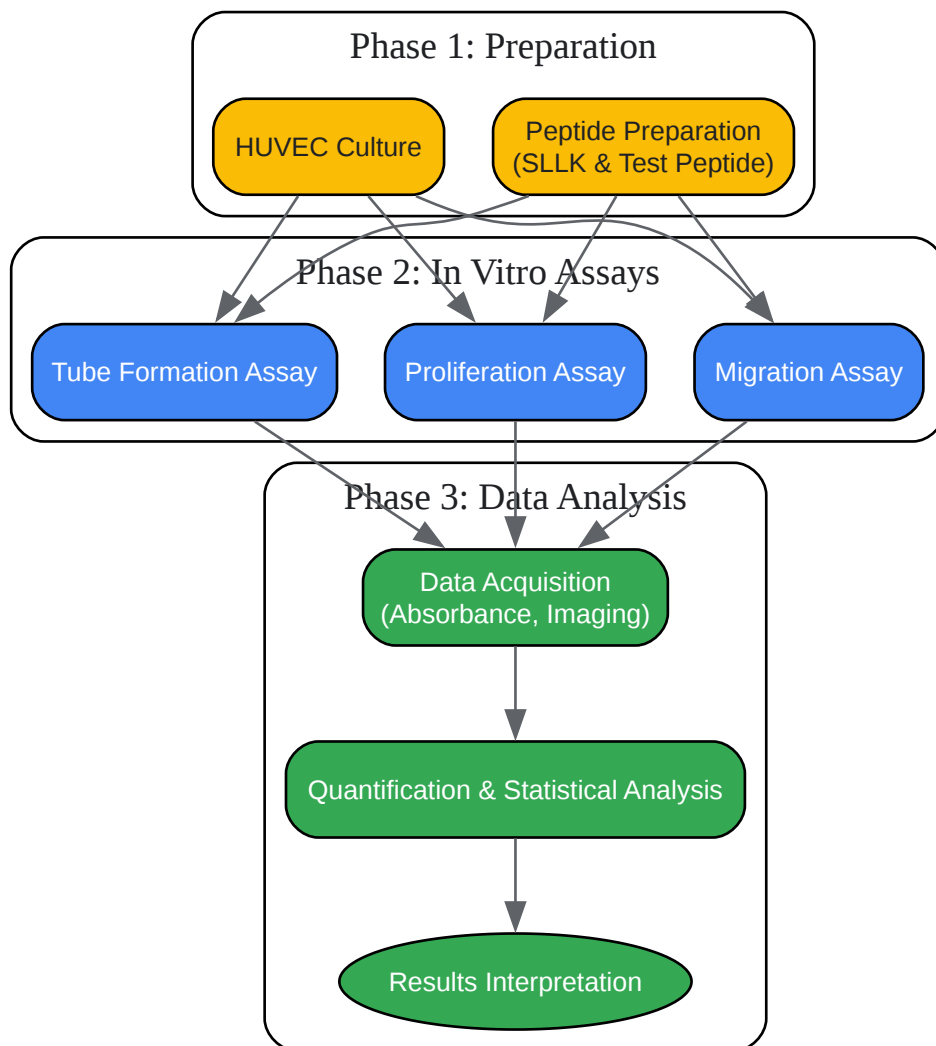 Phase 1: Preparation
HUVEC Culture
Peptide Preparation
(SLLK & Test Peptide)
Phase 2: In Vitro Assays
Tube Formation Assay
Proliferation Assay
Migration Assay
Phase 3: Data Analysis
Data Acquisition
(Absorbance, Imaging)
Quantification & Statistical Analysis
Results Interpretation